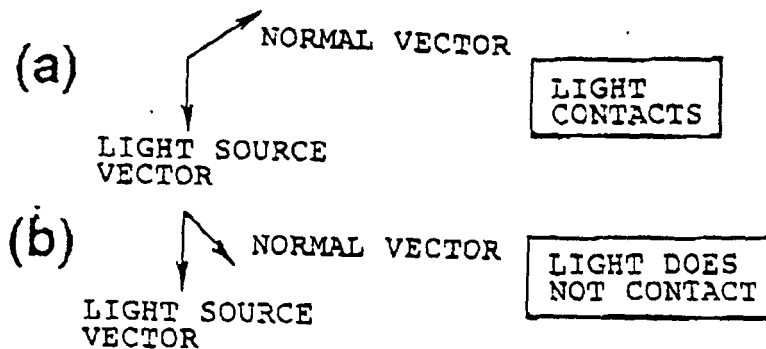 (a)
NORMAL VECTOR
LIGHT
CONTACTS
LIGHT SOURCE
VECTOR
(b)
NORMAL VECTOR
LIGHT DOES
NOT CONTACT
LIGHT SOURCE
VECTOR